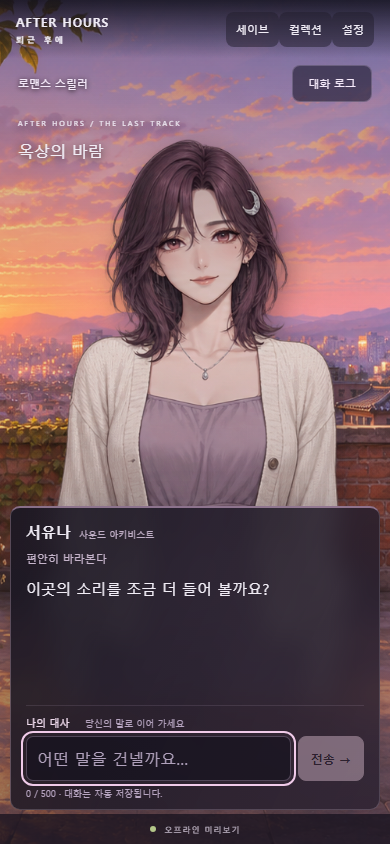 AFTER HOURS
퇴근 후에
세이브 컬렉션 설정
로맨스 스릴러
대화 로그
AFTER HOURS / THE LAST TRACK
옥상의 바람
서유나 사운드 아키비스트
편안히 바라본다
이곳의 소리를 조금 더 들어 볼까요?
나의 대사 당신의 말로 이어 가세요
어떤 말을 건넬까요...
전송 →
0 / 500 · 대화는 자동 저장됩니다.
오프라인 미리보기